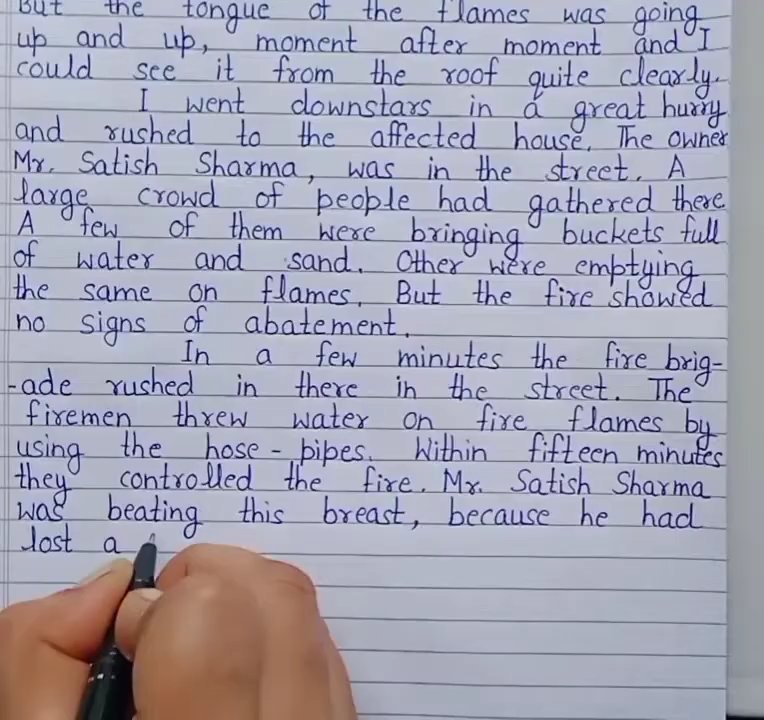 But the tongue of the flames was going
up and up, moment after moment and I
could see it from the roof quite clearly.
I went downstars in a great hurry
and rushed to the affected house. The owner
Mr. Satish Sharma, was in the street. A
large crowd of people had gathered there
A few of them were bringing buckets full
of water and sand. Other were emptying
the same on flames. But the fire showed
no signs of abatement.
In a few minutes the fire brig-
-ade rushed in there in the street. The
firemen threw water on fire flames by
using the hose-pipes. Within fifteen minutes
they controlled the fire. Mr. Satish Sharma
was beating this breast, because he had
lost a